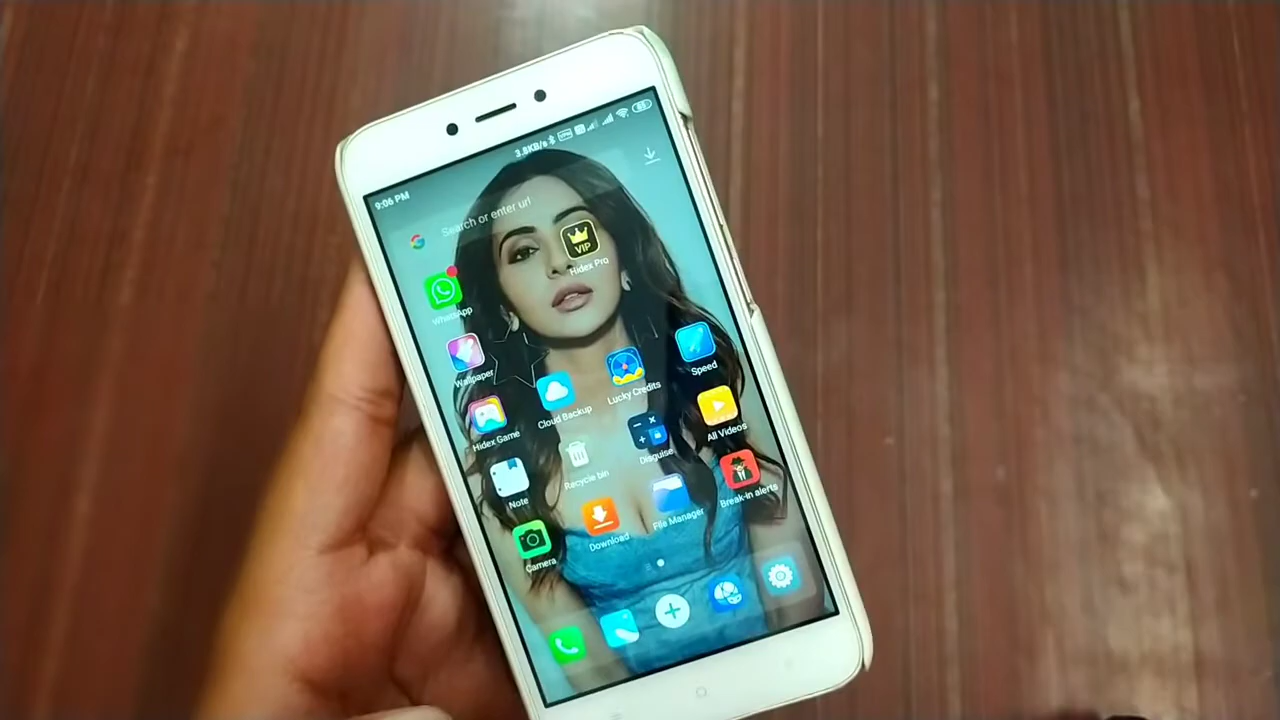 9:06 PM
3.8KB/s
VPN
Search or enter url
VIP
Hidex Pro
WhatsApp
Wallpaper
Cloud Backup
Lucky Credits
Speed
Hidex Game
Recycle bin
Disguise
All Videos
Note
Download
File Manager
Break-in alerts
Camera